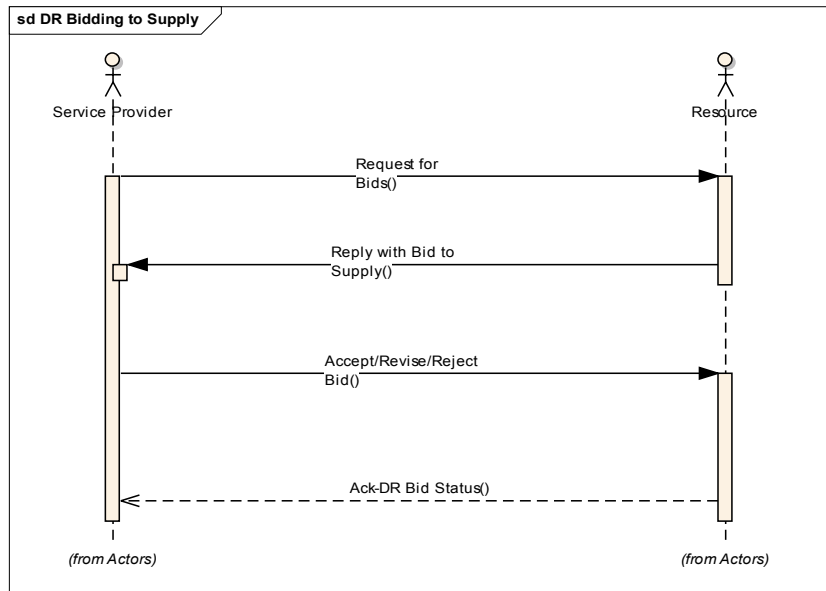 sd DR Bidding to Supply
Service Provider
Resource
Request for
Bids()
Reply with Bid to
Supply()
Accept/Revise/Reject
Bid()
Ack-DR Bid Status()
(from Actors)
(from Actors)